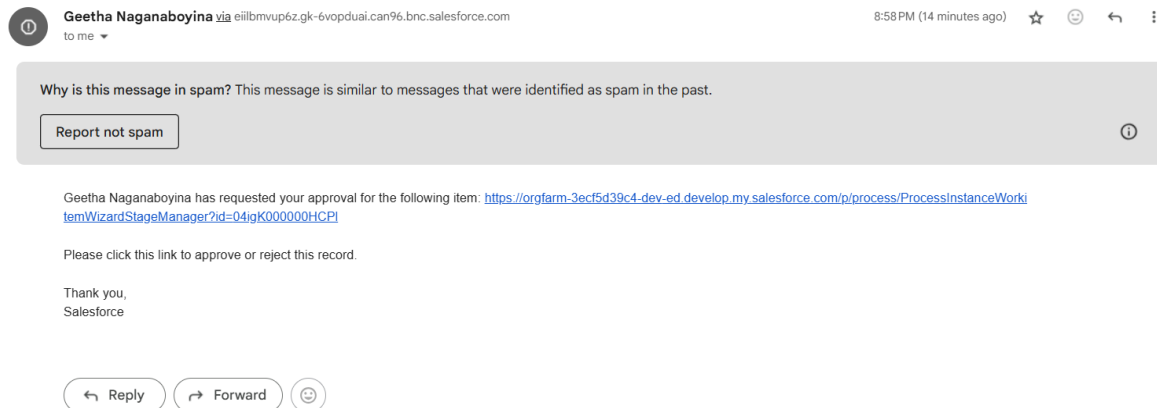 Geetha Naganaboyina via eiilbmvup6z.gk-6vopduai.can96.bnc.salesforce.com
8:58 PM (14 minutes ago)
to me
Why is this message in spam? This message is similar to messages that were identified as spam in the past.
Report not spam
Geetha Naganaboyina has requested your approval for the following item: https://orgfarm-3ecf5d39c4-dev-ed.develop.my.salesforce.com/p/process/ProcessInstanceWorki
temWizardStageManager?id=04igK000000HCPl
Please click this link to approve or reject this record.
Thank you,
Salesforce
Reply
Forward